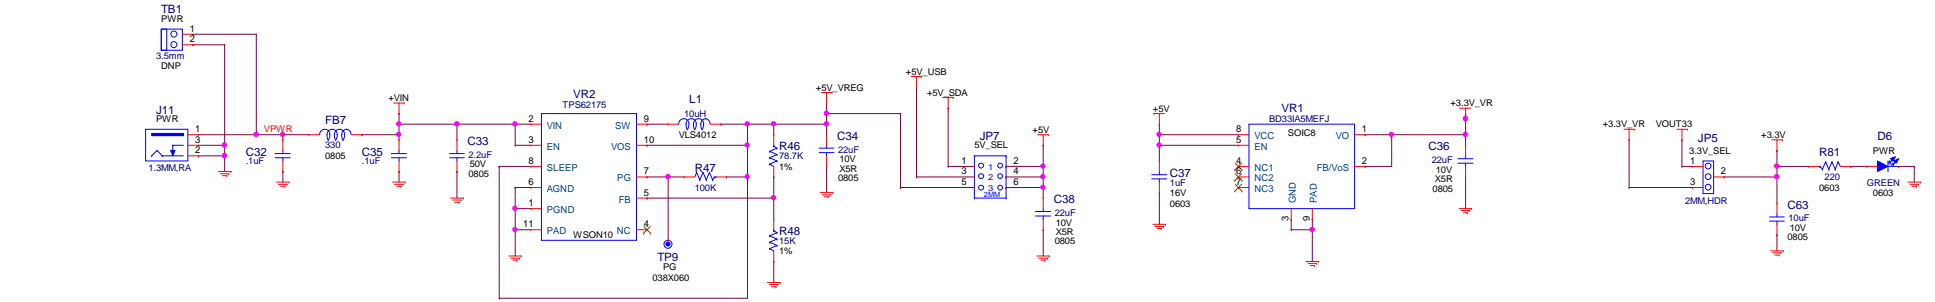 TB1
PWR
1
2
3.5mm
DNP
J11
PWR
1
3
2
1.3MM,RA
VPWR
C32
.1uF
FB7
330
0805
C35
.1uF
+VIN
C33
2.2uF
50V
0805
VR2
TPS62175
2 VIN
3 EN
8 SLEEP
6 AGND
1 PGND
11 PAD
SW 9
VOS 10
PG 7
FB 5
NC 4
WSON10
L1
10uH
VLS4012
R47
100K
TP9
PG
038X060
R46
78.7K
1%
R48
15K
1%
+5V_VREG
C34
22uF
10V
X5R
0805
+5V_USB
+5V_SDA
JP7
5V_SEL
1 1 2
3 2 4
5 3 6
2MM
+5V
C38
22uF
10V
X5R
0805
+5V
C37
1uF
16V
0603
VR1
BD33IA5MEFJ
SOIC8
8 VCC
5 EN
4 NC1
NC2
7 NC3
VO 1
FB/VoS 2
GND
PAD
3
9
+3.3V_VR
C36
22uF
10V
X5R
0805
+3.3V_VR
VOUT33
JP5
3.3V_SEL
1
2
3
2MM,HDR
+3.3V
C63
10uF
10V
0805
R81
220
0603
D6
PWR
GREEN
0603